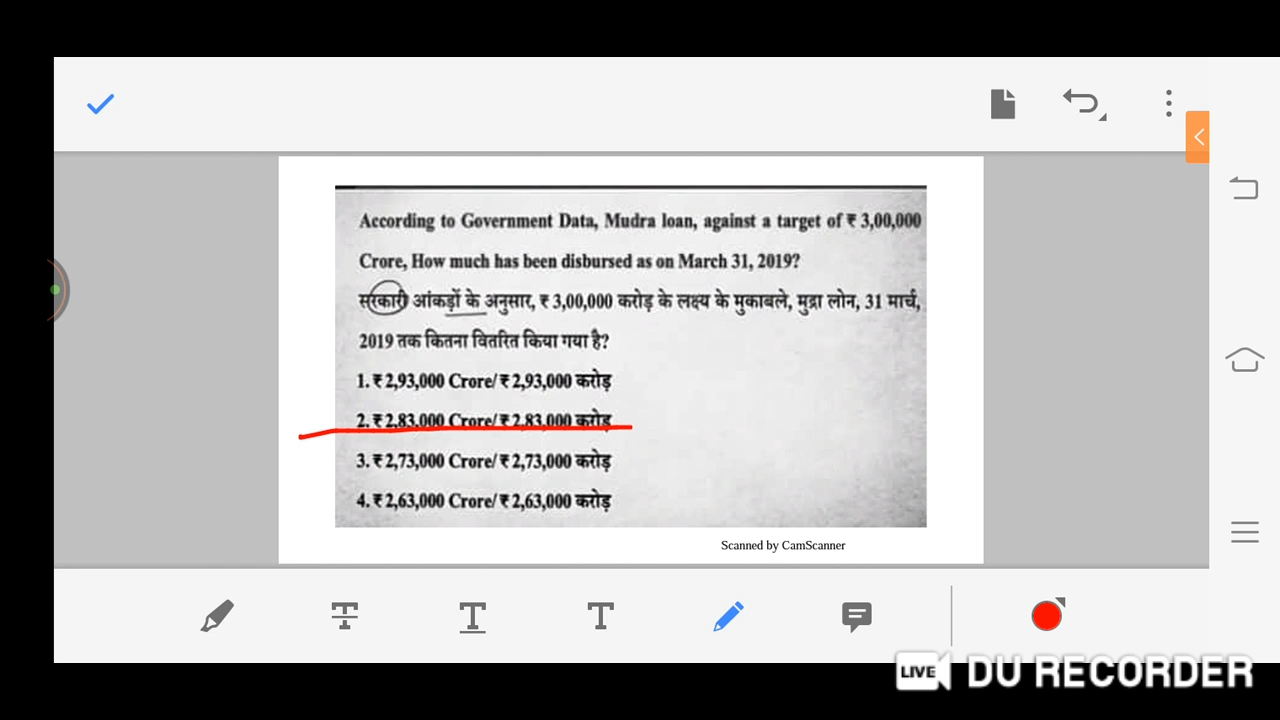 According to Government Data, Mudra loan, against a target of ₹ 3,00,000
Crore, How much has been disbursed as on March 31, 2019?
सरकारी आंकड़ों के अनुसार, ₹ 3,00,000 करोड़ के लक्ष्य के मुकाबले, मुद्रा लोन, 31 मार्च,
2019 तक कितना वितरित किया गया है?
1. ₹ 2,93,000 Crore/ ₹ 2,93,000 करोड़
2. ₹ 2,83,000 Crore/ ₹ 2,83,000 करोड़
3. ₹ 2,73,000 Crore/ ₹ 2,73,000 करोड़
4. ₹ 2,63,000 Crore/ ₹ 2,63,000 करोड़
Scanned by CamScanner
T T T
LIVE DU RECORDER